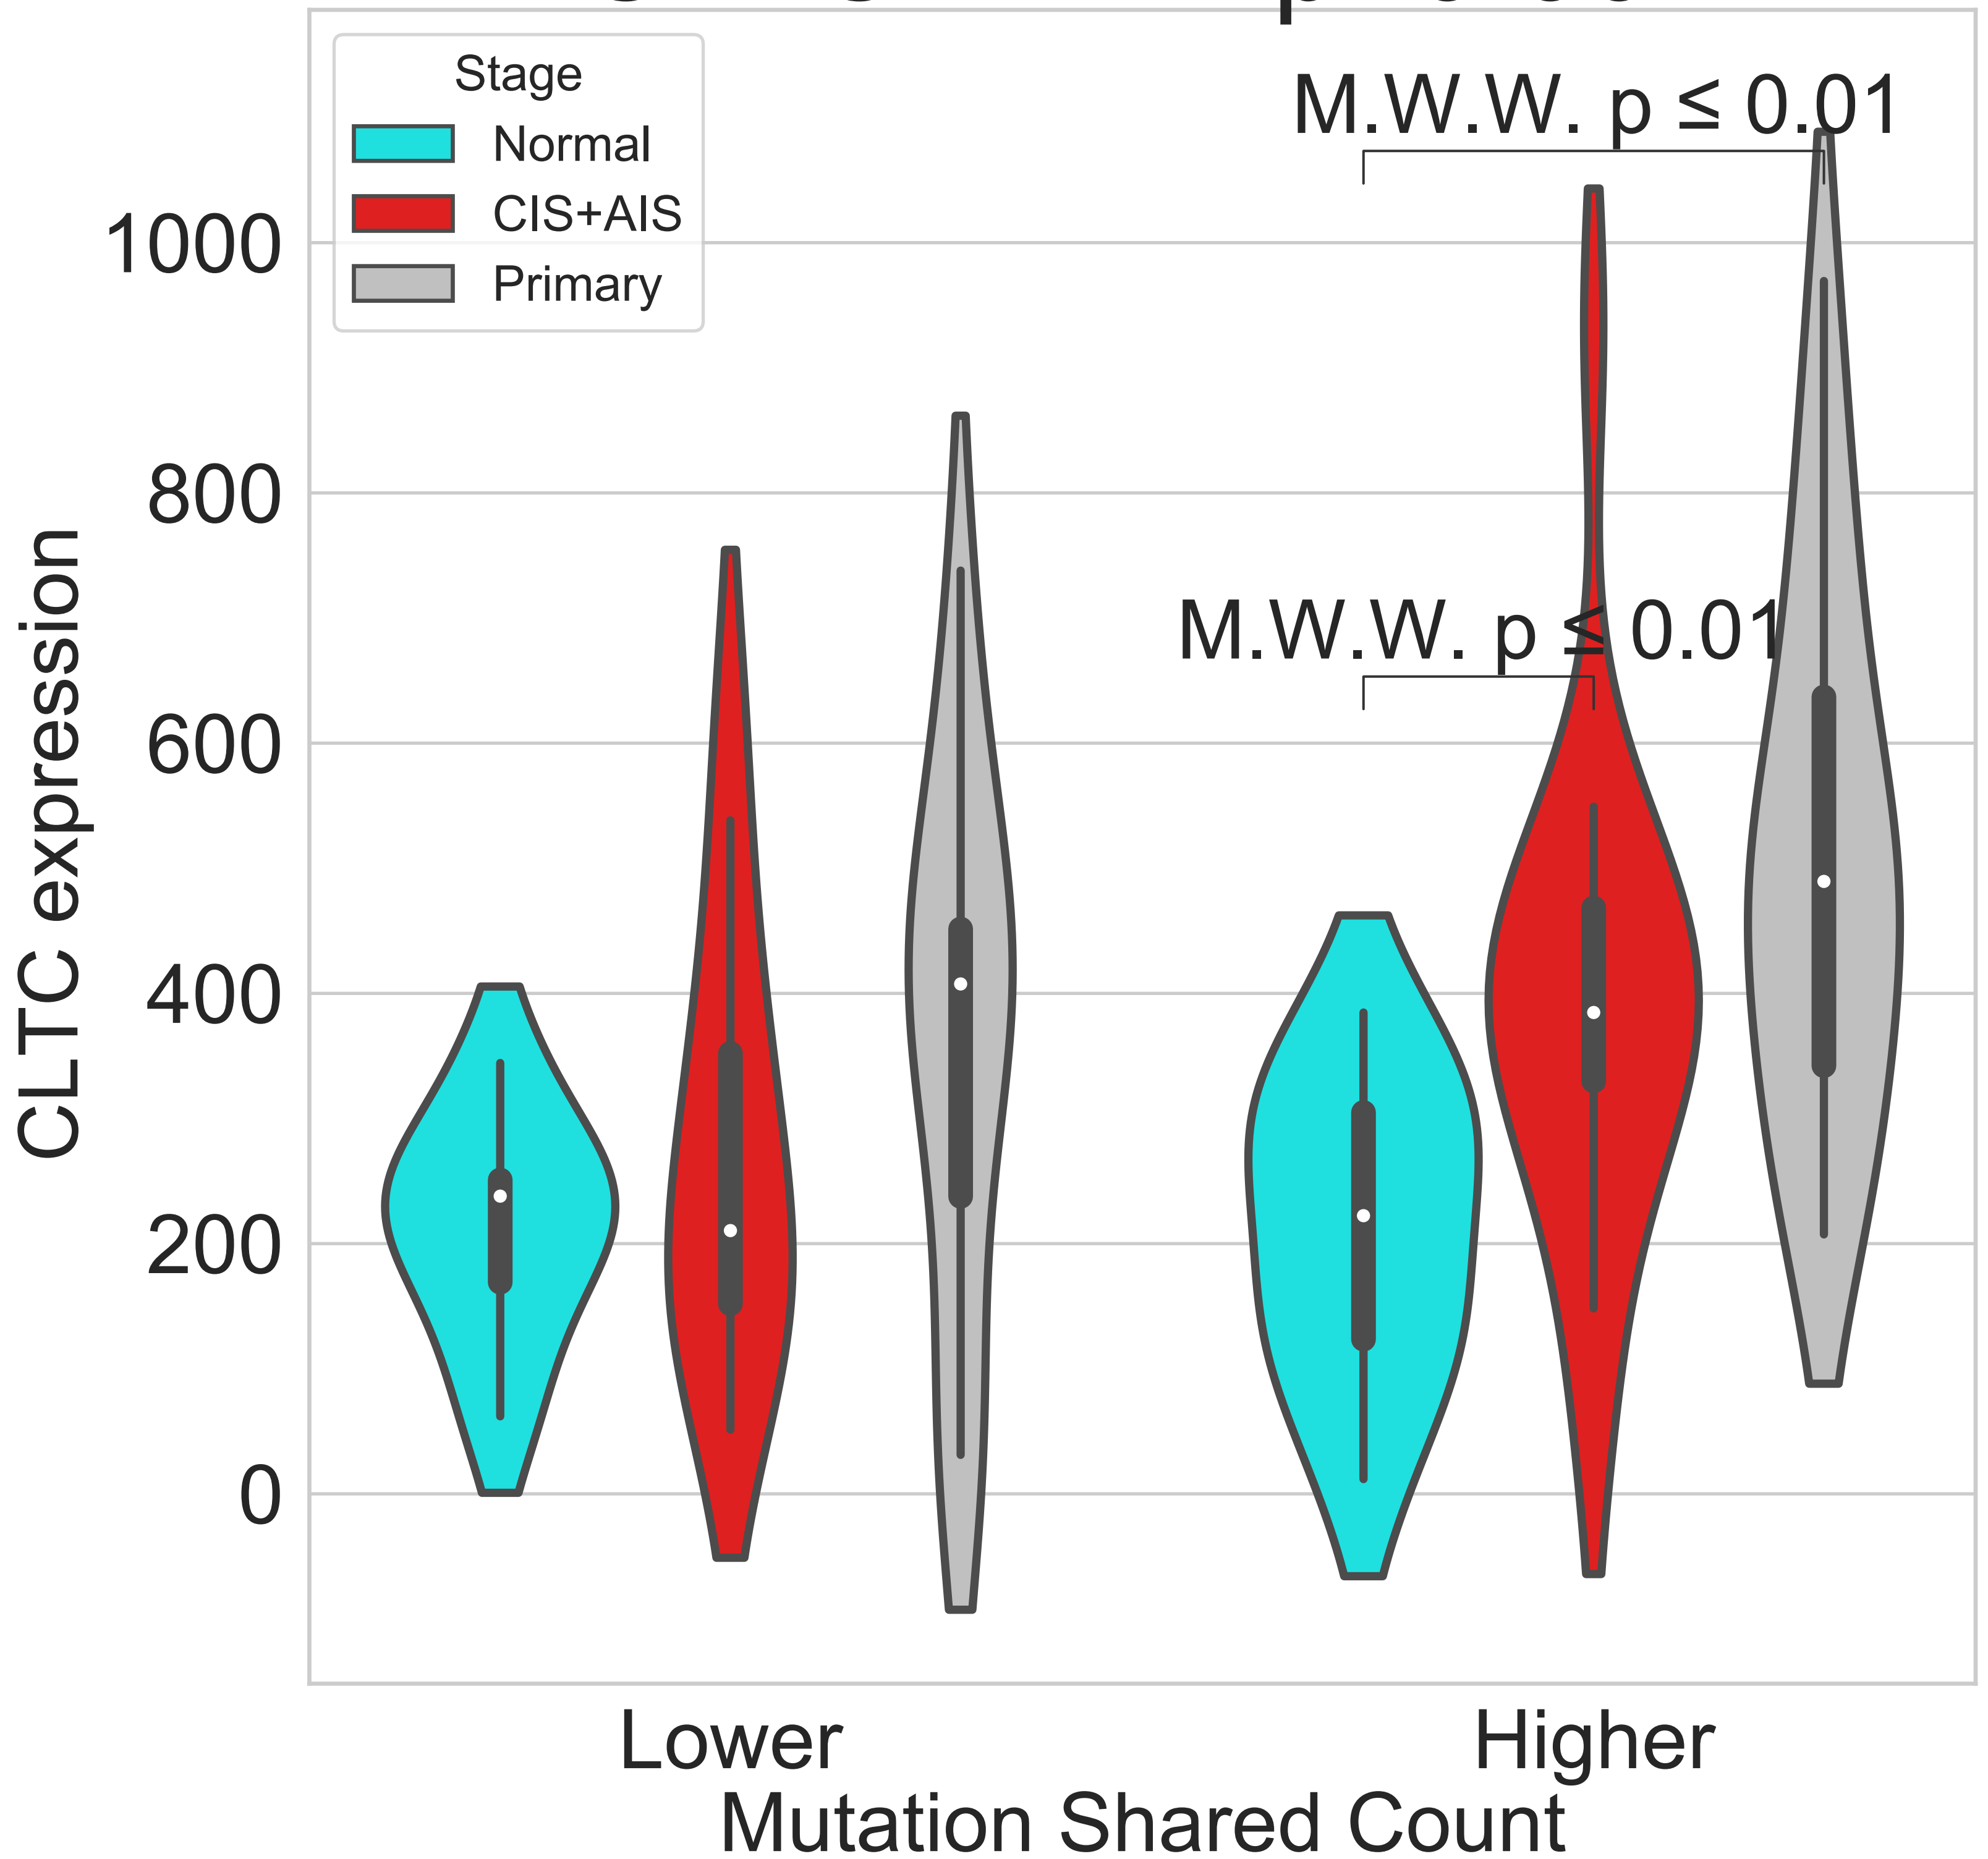 Stage
Normal
CIS+AIS
Primary
M.W.W. p ≤ 0.01
M.W.W. p ≤ 0.01
1000
800
600
400
200
0
CLTC expression
Lower
Higher
Mutation Shared Count